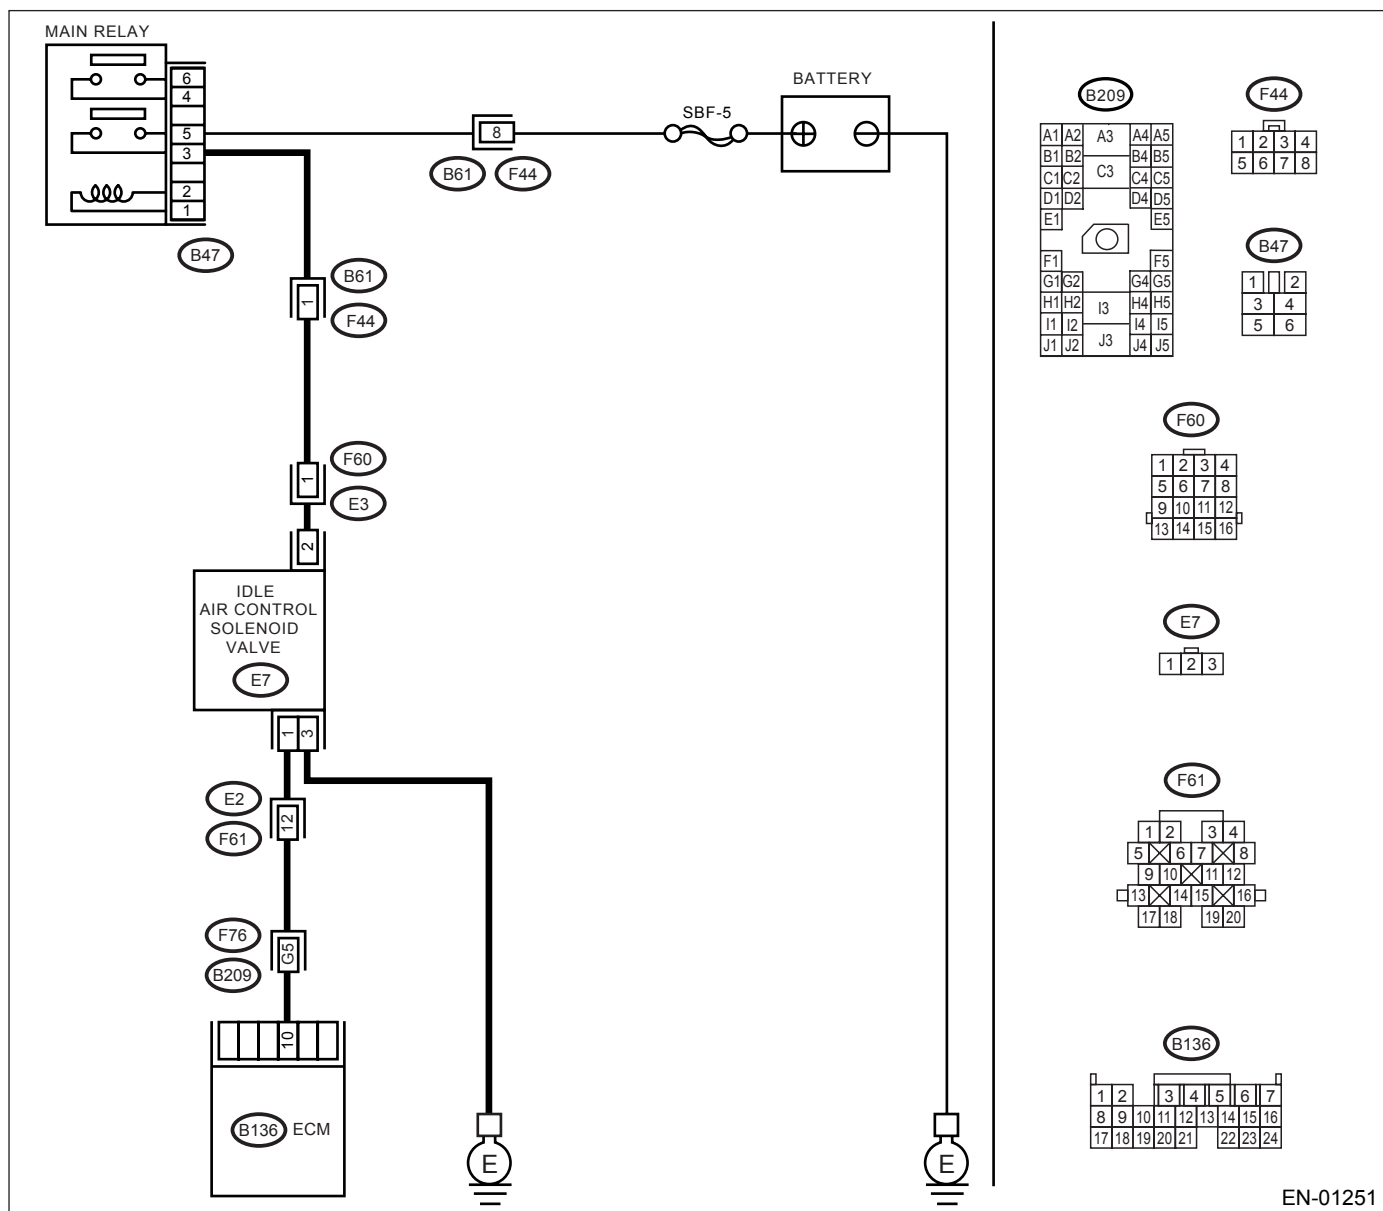 MAIN RELAY
6
4
5
3
2
1
B47
8
B61 F44
SBF-5
BATTERY
B61
1
F44
F60
1
E3
2
IDLE
AIR CONTROL
SOLENOID
VALVE
E7
1 3
E2
12
F61
F76
G5
B209
10
B136 ECM
E
E
B209
A1 A2 A3 A4 A5
B1 B2 B4 B5
C1 C2 C3 C4 C5
D1 D2 D4 D5
E1 E5
F1 F5
G1 G2 G4 G5
H1 H2 I3 H4 H5
I1 I2 I4 I5
J1 J2 J3 J4 J5
F44
1 2 3 4
5 6 7 8
B47
1 2
3 4
5 6
F60
1 2 3 4
5 6 7 8
9 10 11 12
13 14 15 16
E7
1 2 3
F61
1 2 3 4
5 6 7 8
9 10 11 12
13 14 15 16
17 18 19 20
B136
1 2 3 4 5 6 7
8 9 10 11 12 13 14 15 16
17 18 19 20 21 22 23 24
EN-01251